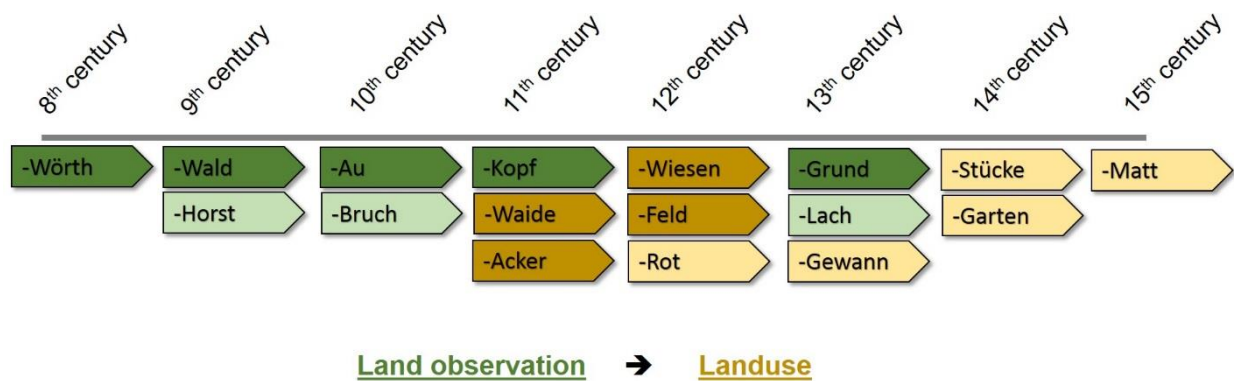 8th century 9th century 10th century 11th century 12th century 13th century 14th century 15th century
-Wörth -Wald -Au -Kopf -Wiesen -Grund -Stücke -Matt
-Horst -Bruch -Waide -Feld -Lach -Garten
-Acker -Rot -Gewann
Land observation ➔ Landuse